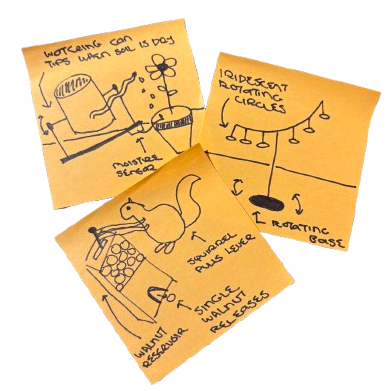 WATERING CAN
TIPS WHEN SOIL IS DRY
MOISTURE
SENSOR
IRIDESCENT
ROTATING
CIRCLES
ROTATING
BASE
SQUIRREL
PULLS LEVER
SINGLE
WALNUT
RELEASES
WALNUT
RESERVOIR